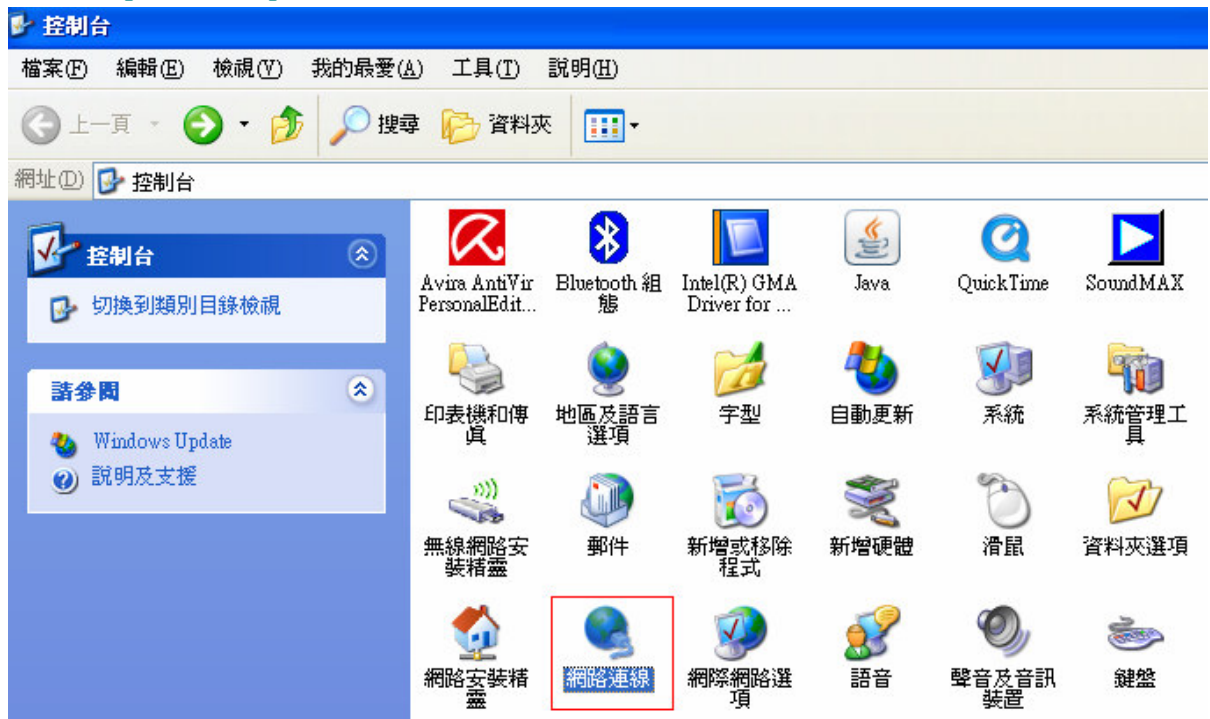 控制台
檔案(F) 編輯(E) 檢視(V) 我的最愛(A) 工具(T) 說明(H)
上一頁 搜尋 資料夾
網址(D) 控制台
控制台
切換到類別目錄檢視
請參閱
Windows Update
說明及支援
Avira AntiVir
PersonalEdit...
Bluetooth 組
態
Intel(R) GMA
Driver for ...
Java
QuickTime
SoundMAX
印表機和傳
真
地區及語言
選項
字型
自動更新
系統
系統管理工
具
無線網路安
裝精靈
郵件
新增或移除
程式
新增硬體
滑鼠
資料夾選項
網路安裝精
靈
網路連線
網際網路選
項
語音
聲音及音訊
裝置
鍵盤